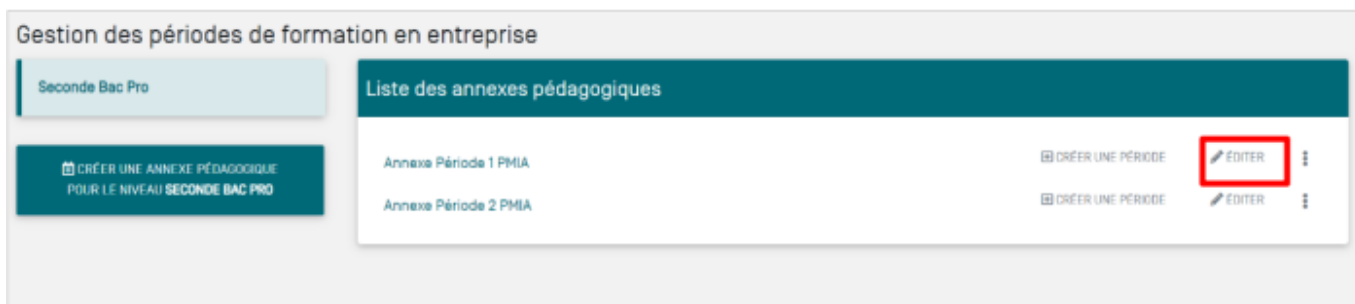 Gestion des périodes de formation en entreprise
Seconde Bac Pro
CRÉER UNE ANNEXE PÉDAGOGIQUE
POUR LE NIVEAU SECONDE BAC PRO
Liste des annexes pédagogiques
Annexe Période 1 PMIA
CRÉER UNE PÉRIODE
ÉDITER
Annexe Période 2 PMIA
CRÉER UNE PÉRIODE
ÉDITER